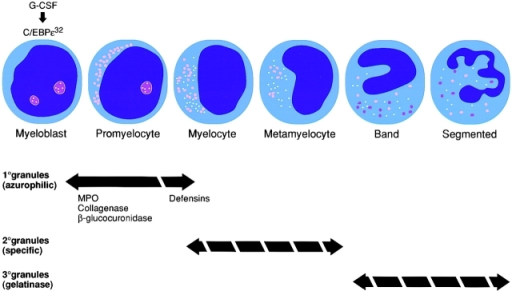 G-CSF
C/EBPε32
Myeloblast Promyelocyte Myelocyte Metamyelocyte Band Segmented
1°granules
(azurophilic)
MPO Defensins
Collagenase
β-glucocuronidase
2°granules
(specific)
3°granules
(gelatinase)